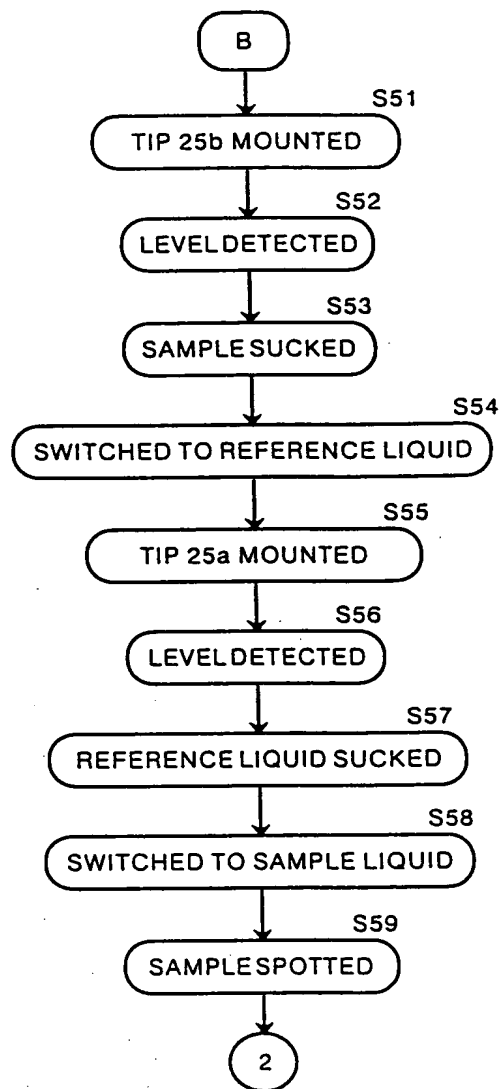 B
S51
TIP 25b MOUNTED
S52
LEVEL DETECTED
S53
SAMPLE SUCKED
S54
SWITCHED TO REFERENCE LIQUID
S55
TIP 25a MOUNTED
S56
LEVEL DETECTED
S57
REFERENCE LIQUID SUCKED
S58
SWITCHED TO SAMPLE LIQUID
S59
SAMPLE SPOTTED
2